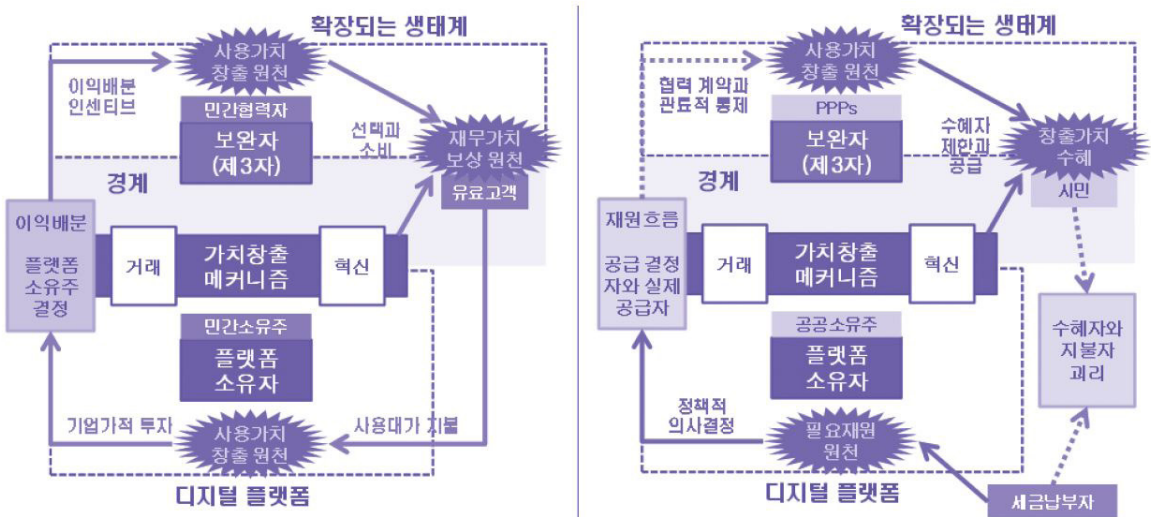 확장되는 생태계
사용가치
창출 원천
이익배분
인센티브
민간협력자
보완자
(제3자)
선택과
소비
재무가치
보상 원천
유료고객
경계
이익배분
플랫폼
소유주
결정
거래
가치창출
메커니즘
혁신
민간소유주
플랫폼
소유자
기업가적 투자
사용가치
창출 원천
사용대가 지불
디지털 플랫폼
확장되는 생태계
사용가치
창출 원천
협력 계약과
관료적 통제
PPPs
보완자
(제3자)
수혜자
제한과
공급
창출가치
수혜
시민
경계
재원흐름
공급 결정
자와 실제
공급자
거래
가치창출
메커니즘
혁신
공공소유주
플랫폼
소유자
수혜자와
지불자
괴리
정책적
의사결정
필요재원
원천
디지털 플랫폼
세금납부자